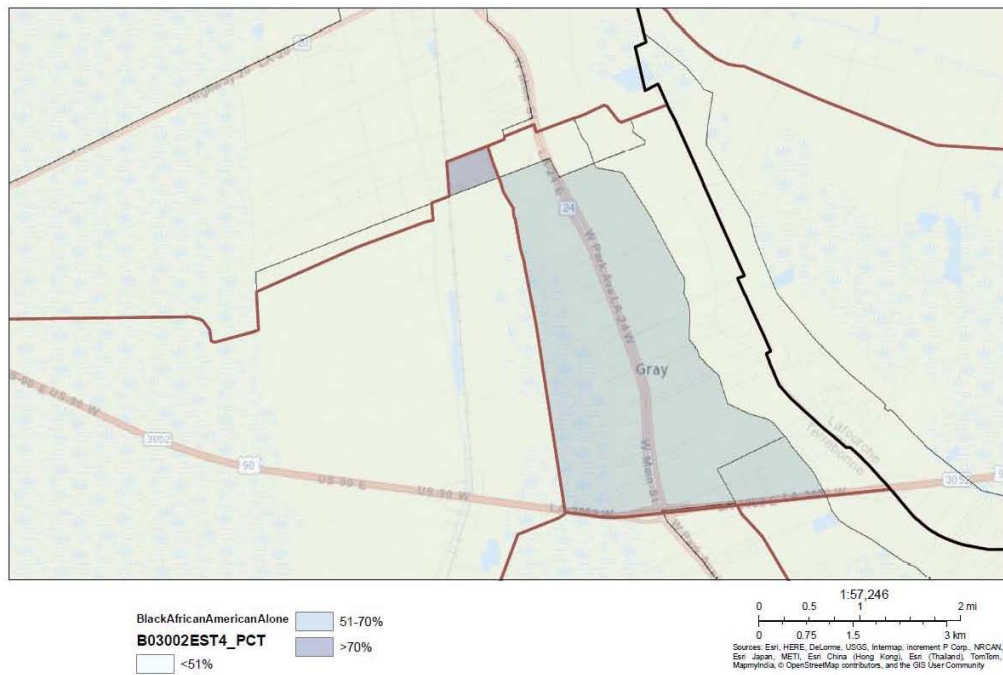 20
24
W Park Ave LA-24 W
Gray
Lafourche
Terrebonne
3052
90
US 90 E
US 90 W
W Main St
3052
BlackAfricanAmericanAlone
B03002EST4_PCT
<51%
51-70%
>70%
1:57,246
0 0.5 1 2 mi
0 0.75 1.5 3 km
Sources: Esri, HERE, DeLorme, USGS, Intermap, increment P Corp., NRCAN,
Esri Japan, METI, Esri China (Hong Kong), Esri (Thailand), TomTom,
MapmyIndia, © OpenStreetMap contributors, and the GIS User Community